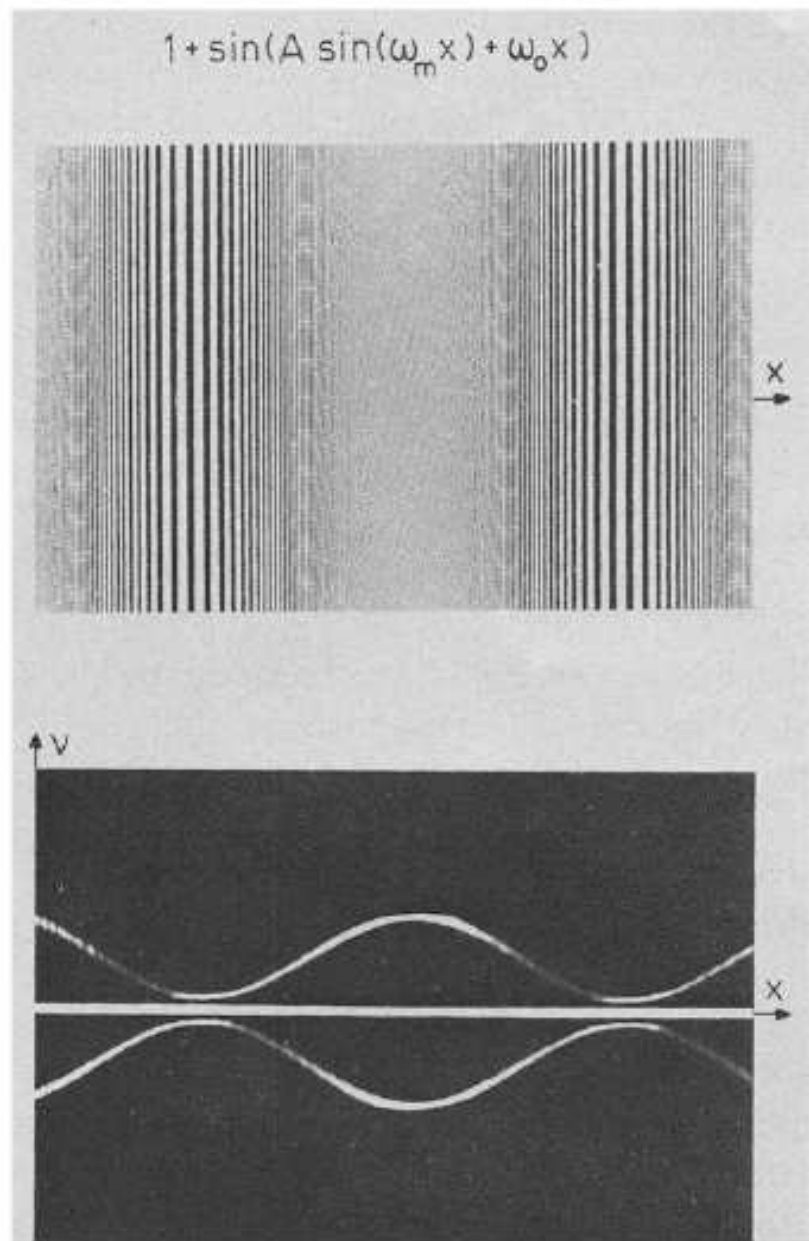 1 + sin(A sin(ω_m x) + ω_o x)
x
ν
x